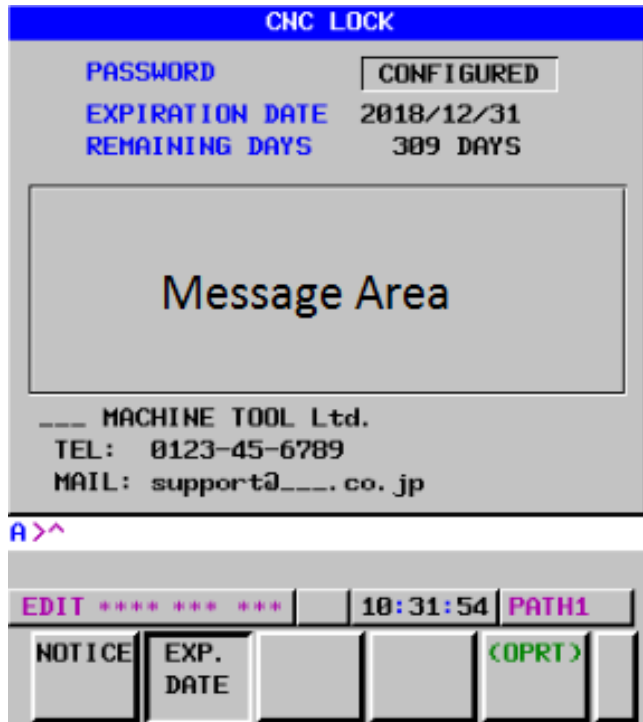 CNC LOCK
PASSWORD CONFIGURED
EXPIRATION DATE 2018/12/31
REMAINING DAYS 309 DAYS
Message Area
___ MACHINE TOOL Ltd.
TEL: 0123-45-6789
MAIL: support@___.co.jp
A>^
EDIT **** *** *** 10:31:54 PATH1
NOTICE EXP. DATE (OPRT)